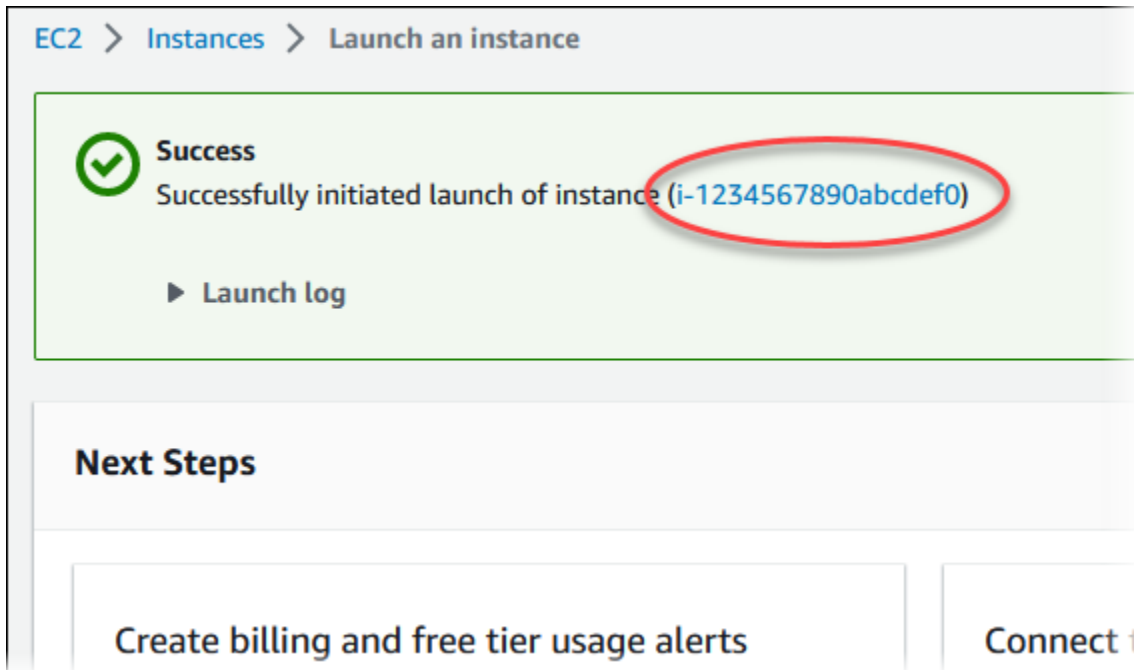 EC2 > Instances > Launch an instance
Success
Successfully initiated launch of instance (i-1234567890abcdef0)
Launch log
Next Steps
Create billing and free tier usage alerts
Connect